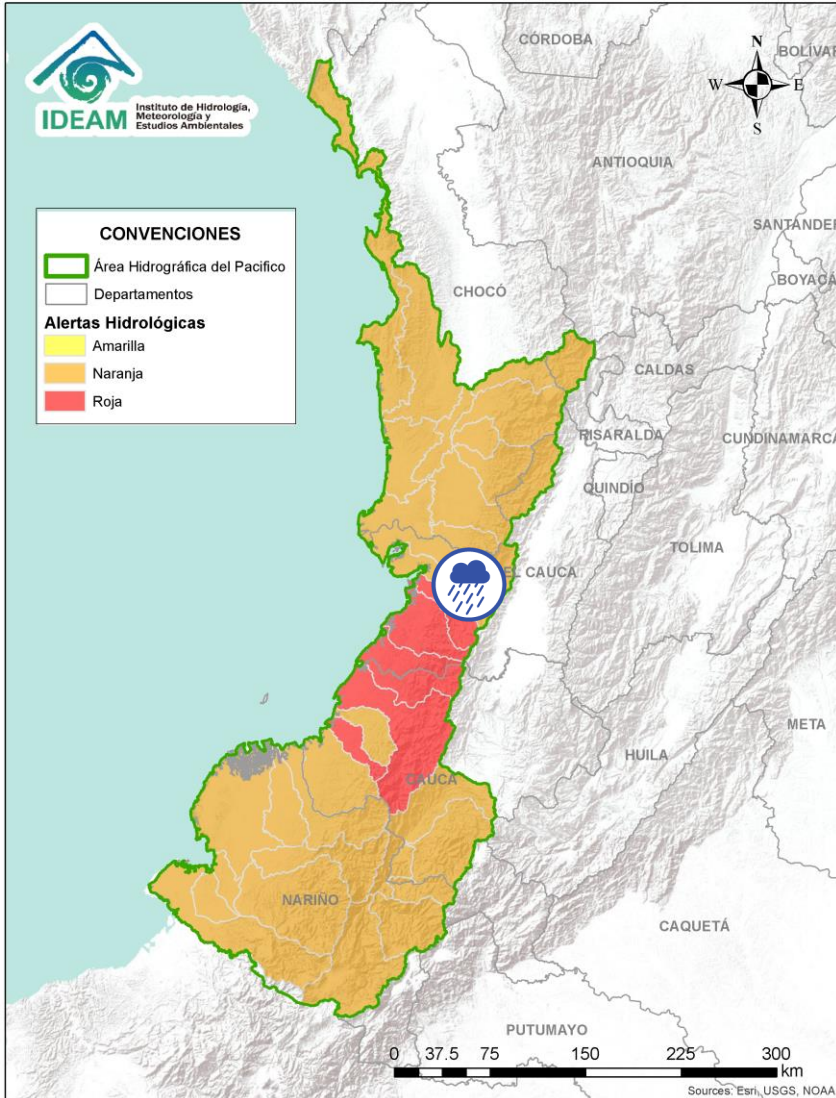 IDEAM
Instituto de Hidrología,
Meteorología y
Estudios Ambientales
CÓRDOBA
BOLÍVAR
N
W
E
S
ANTIOQUIA
CONVENCIONES
Área Hidrográfica del Pacifico
Departamentos
Alertas Hidrológicas
Amarilla
Naranja
Roja
SANTANDER
BOYACÁ
CHOCÓ
CALDAS
RISARALDA
CUNDINAMARCA
QUINDÍO
TOLIMA
EL CAUCA
META
HUILA
CAUCA
NARIÑO
CAQUETÁ
PUTUMAYO
0 37.5 75 150 225 300
km
Sources: Esri, USGS, NOAA